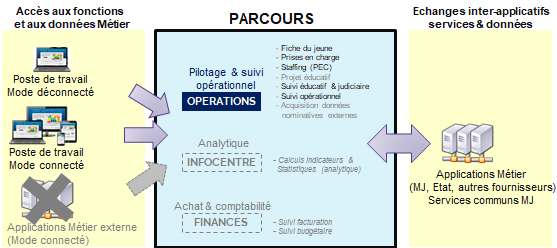 Accès aux fonctions
et aux données Métier
Poste de travail
Mode déconnecté
Poste de travail
Mode connecté
Applications Métier externe
(Mode connecté)
PARCOURS
Pilotage & suivi
opérationnel
OPERATIONS
- Fiche du jeune
- Prises en charge
- Staffing (PEC)
- Projet éducatif
- Suivi éducatif & judiciaire
- Suivi opérationnel
- Acquisition données
nominatives externes
Analytique
INFOCENTRE
- Calculs Indicateurs &
Statistiques (analytique)
Achat & comptabilité
FINANCES
- Suivi facturation
- Suivi budgétaire
Echanges inter-applicatifs
services & données
Applications Métier
(MJ, Etat, autres fournisseurs)
Services communs MJ